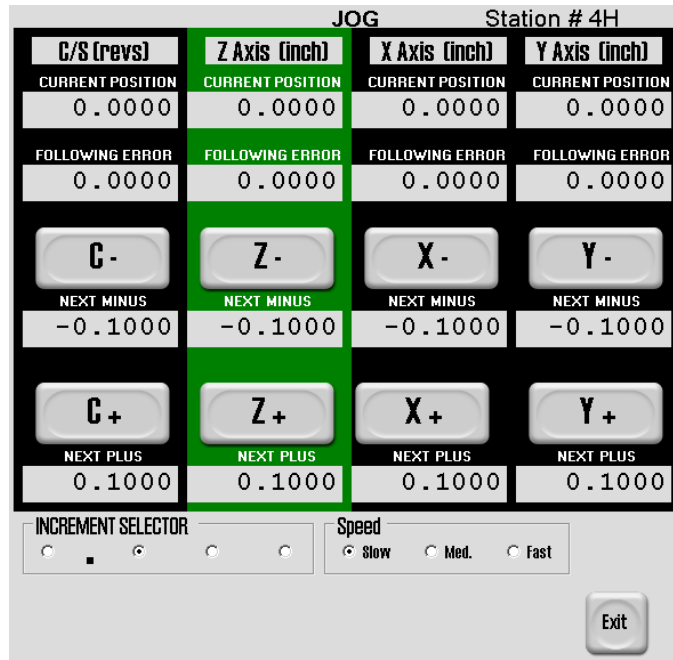 JOG Station # 4H
C/S (revs) Z Axis (inch) X Axis (inch) Y Axis (inch)
CURRENT POSITION CURRENT POSITION CURRENT POSITION CURRENT POSITION
0.0000 0.0000 0.0000 0.0000
FOLLOWING ERROR FOLLOWING ERROR FOLLOWING ERROR FOLLOWING ERROR
0.0000 0.0000 0.0000 0.0000
C - Z - X - Y -
NEXT MINUS NEXT MINUS NEXT MINUS NEXT MINUS
-0.1000 -0.1000 -0.1000 -0.1000
C + Z + X + Y +
NEXT PLUS NEXT PLUS NEXT PLUS NEXT PLUS
0.1000 0.1000 0.1000 0.1000
INCREMENT SELECTOR Speed
. Slow Med. Fast
Exit